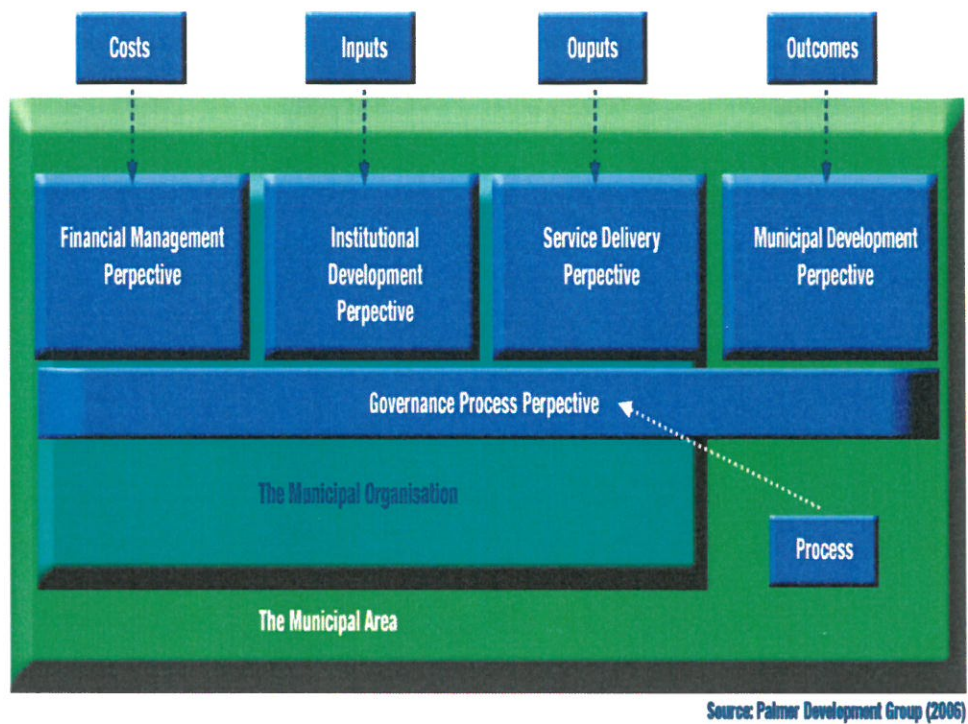 Costs
Inputs
Ouputs
Outcomes
Financial Management
Perpective
Institutional
Development
Perpective
Service Delivery
Perpective
Municipal Development
Perpective
Governance Process Perpective
The Municipal Organisation
Process
The Municipal Area
Source: Palmer Development Group (2006)